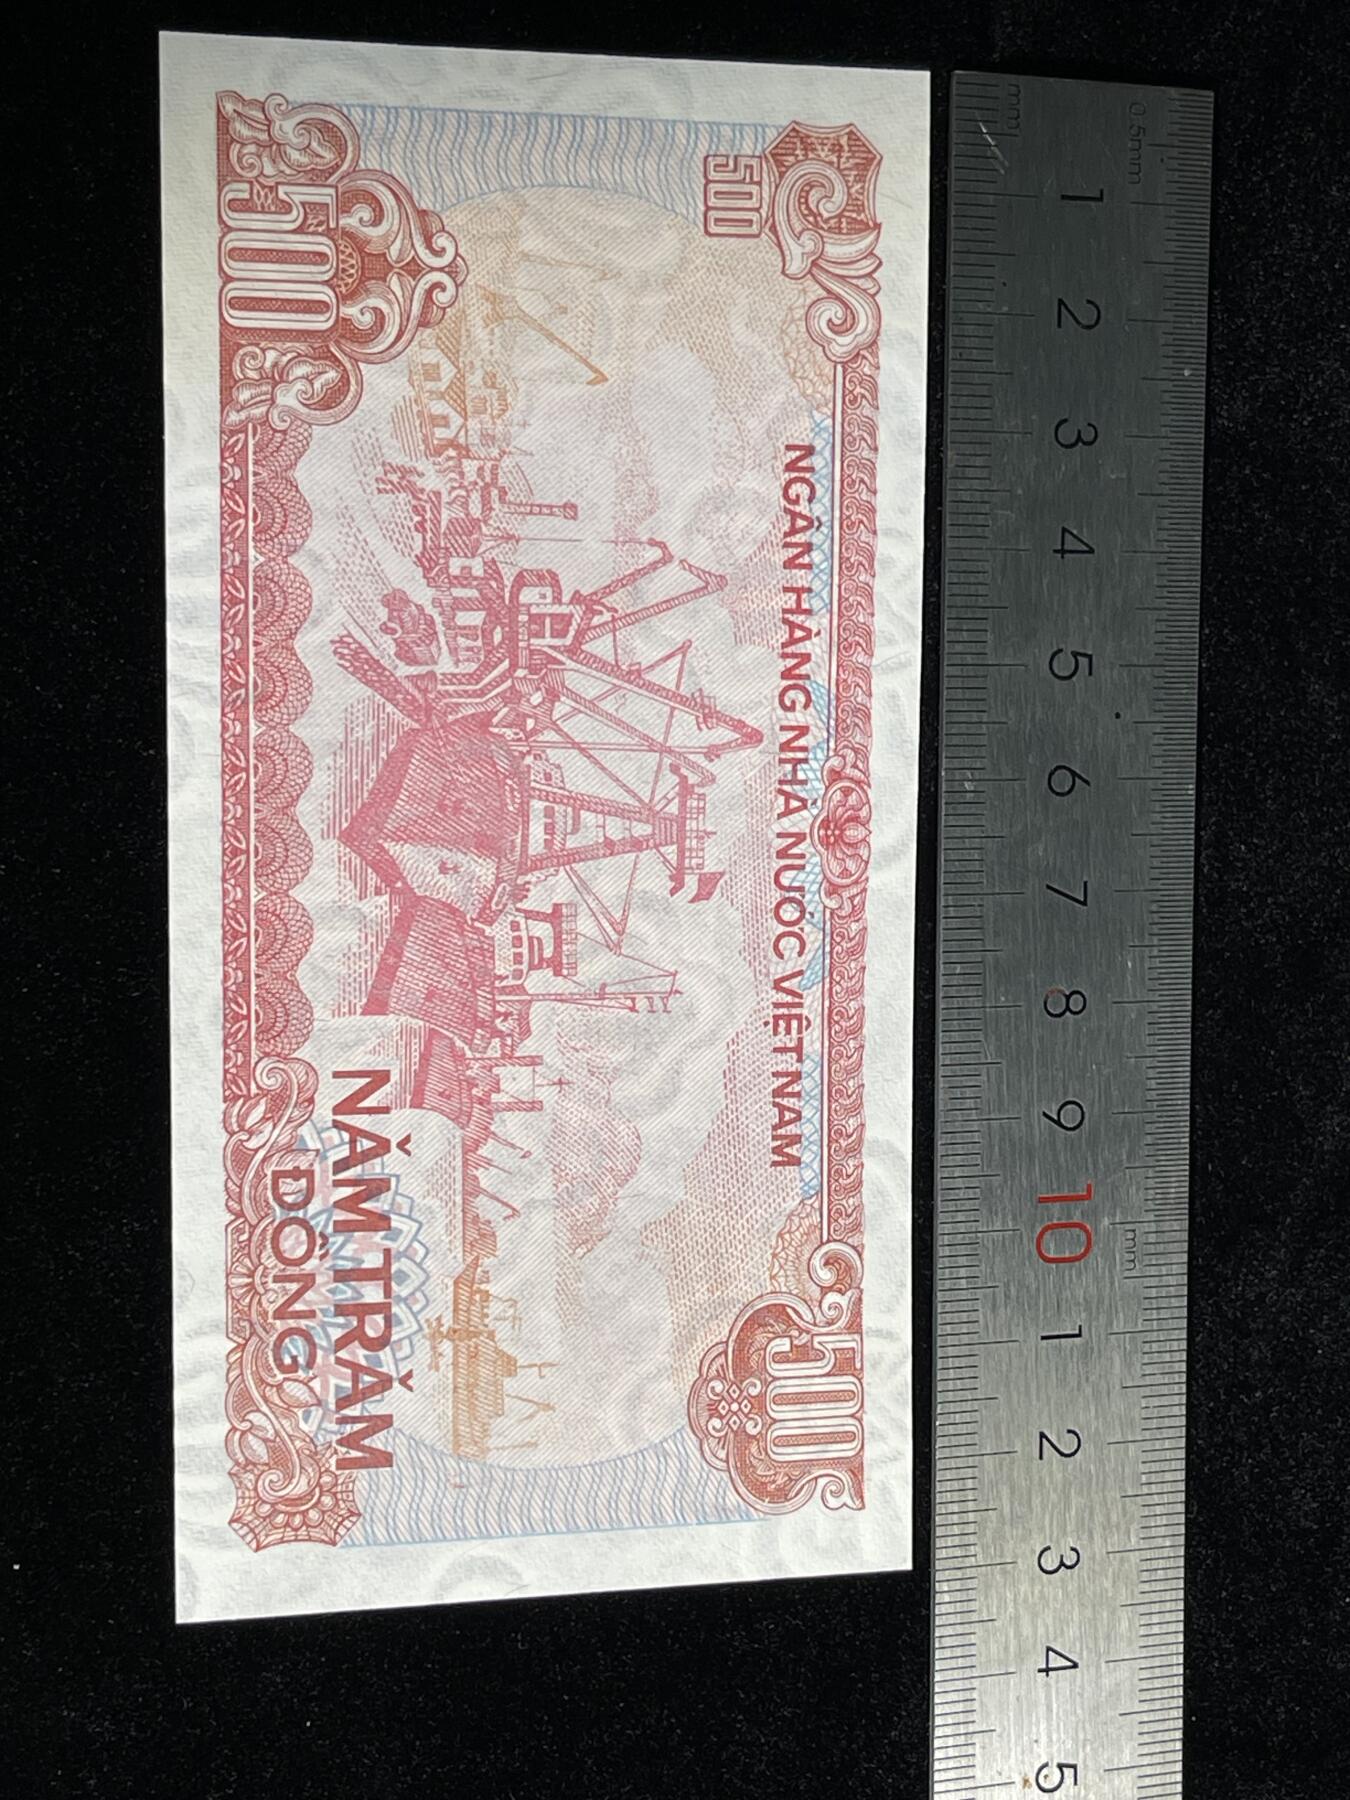 NGÂN HÀNG NHÀ NƯỚC VIỆT NAM
500
500
500
NĂM TRĂM
ĐỒNG
mm
0.5mm
1 2 3 4 5 6 7 8 9 10 1 2 3 4 5
mm